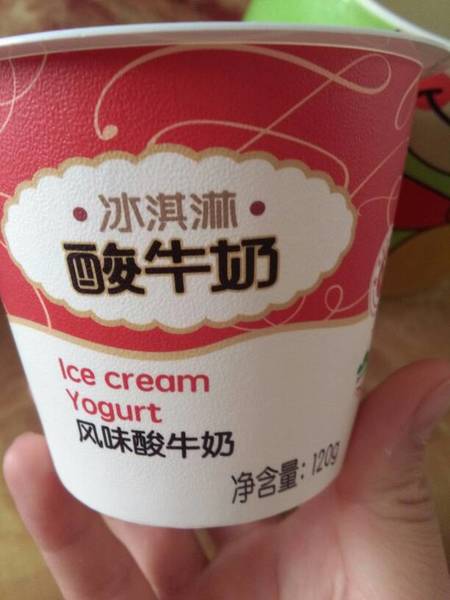 ·冰淇淋·
酸牛奶
Ice cream
Yogurt
风味酸牛奶
净含量:120g